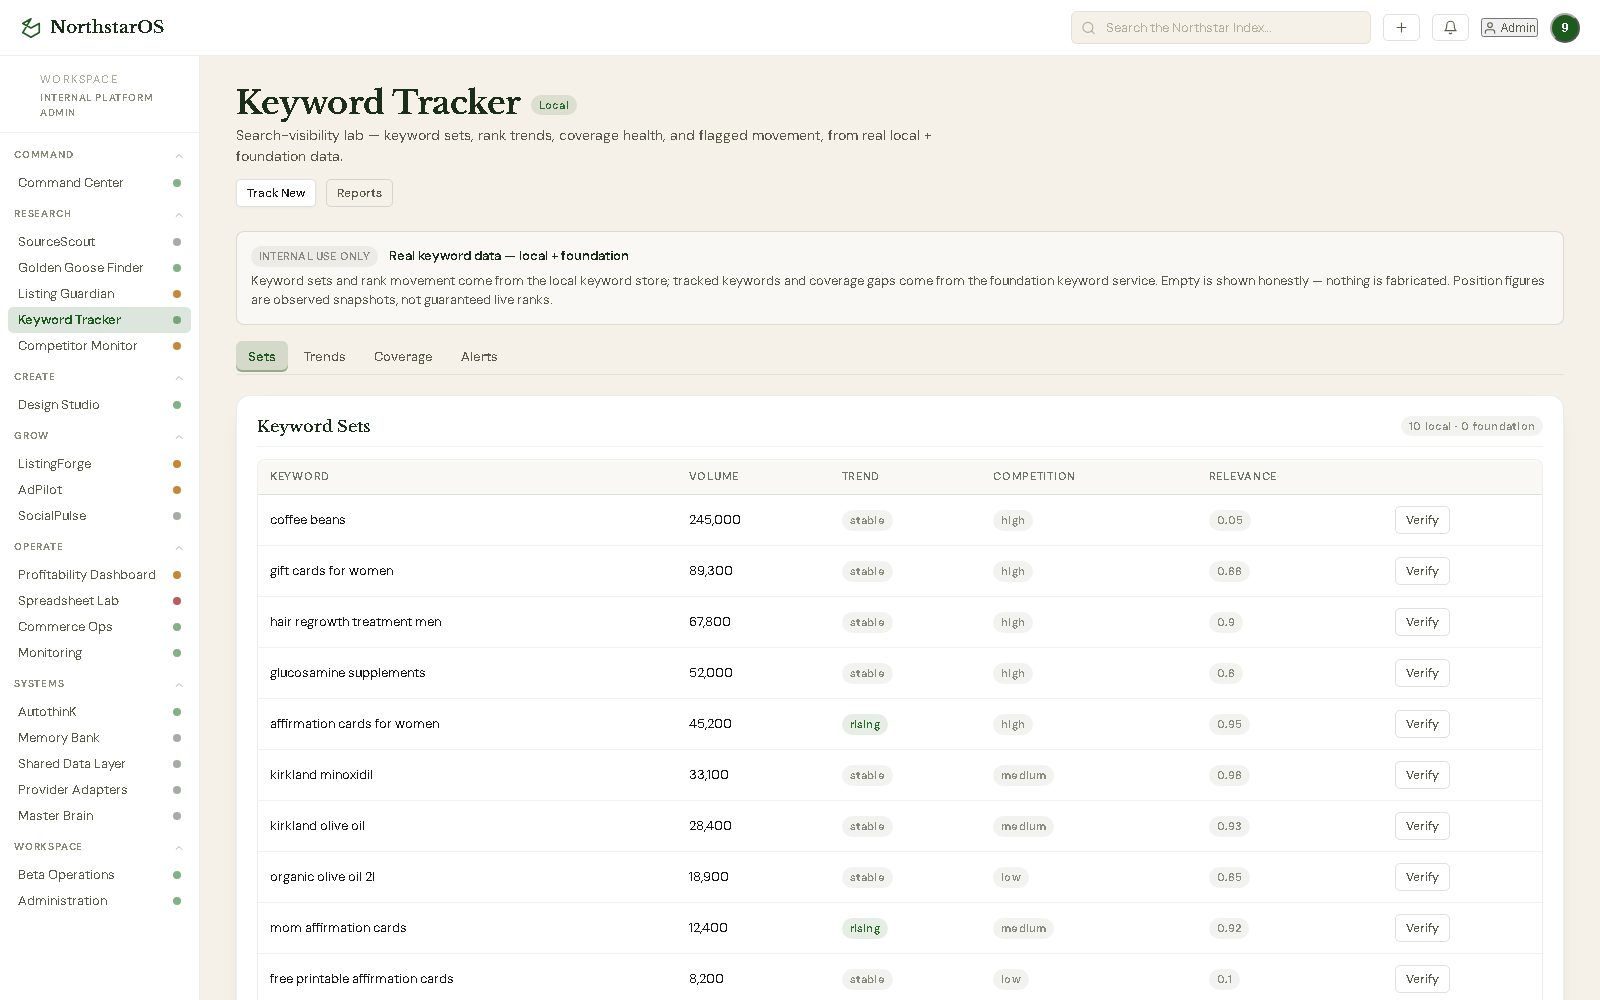 NorthstarOS
Search the Northstar Index...
Admin
9
WORKSPACE
INTERNAL PLATFORM
ADMIN
COMMAND
Command Center
RESEARCH
SourceScout
Golden Goose Finder
Listing Guardian
Keyword Tracker
Competitor Monitor
CREATE
Design Studio
GROW
ListingForge
AdPilot
SocialPulse
OPERATE
Profitability Dashboard
Spreadsheet Lab
Commerce Ops
Monitoring
SYSTEMS
AutothinK
Memory Bank
Shared Data Layer
Provider Adapters
Master Brain
WORKSPACE
Beta Operations
Administration
Keyword Tracker Local
Search-visibility lab — keyword sets, rank trends, coverage health, and flagged movement, from real local +
foundation data.
Track New Reports
INTERNAL USE ONLY Real keyword data — local + foundation
Keyword sets and rank movement come from the local keyword store; tracked keywords and coverage gaps come from the foundation keyword service. Empty is shown honestly — nothing is fabricated. Position figures
are observed snapshots, not guaranteed live ranks.
Sets Trends Coverage Alerts
Keyword Sets 10 local · 0 foundation
KEYWORD VOLUME TREND COMPETITION RELEVANCE
coffee beans 245,000 stable high 0.05 Verify
gift cards for women 89,300 stable high 0.88 Verify
hair regrowth treatment men 67,800 stable high 0.9 Verify
glucosamine supplements 52,000 stable high 0.8 Verify
affirmation cards for women 45,200 rising high 0.95 Verify
kirkland minoxidil 33,100 stable medium 0.98 Verify
kirkland olive oil 28,400 stable medium 0.93 Verify
organic olive oil 2l 18,900 stable low 0.85 Verify
mom affirmation cards 12,400 rising medium 0.92 Verify
free printable affirmation cards 8,200 stable low 0.1 Verify